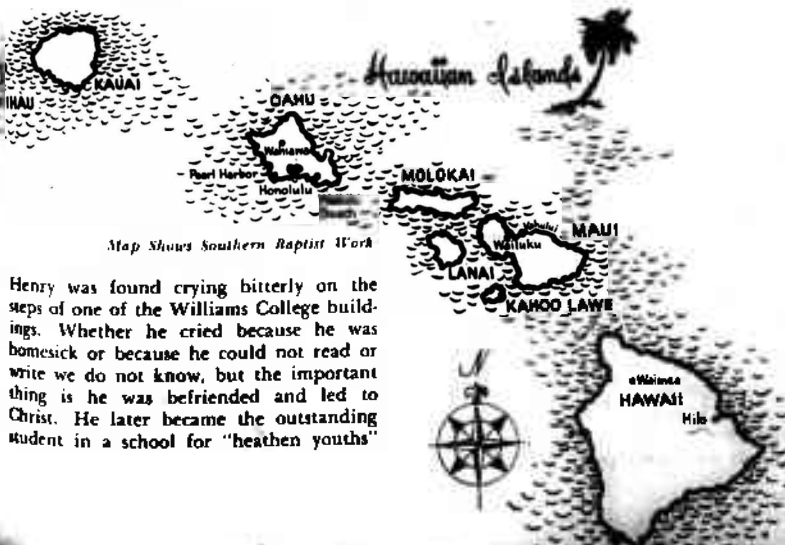 Hawaiian Islands
KAUAI
IHAU
OAHU
Wahiawa
Pearl Harbor
Honolulu
Beach
MOLOKAI
Kahului
MAUI
Wailuku
LANAI
KAHOO LAWE
Map Shows Southern Baptist Work
N
Waimea
HAWAII
Hilo
Henry was found crying bitterly on the
steps of one of the Williams College build-
ings. Whether he cried because he was
homesick or because he could not read or
write we do not know, but the important
thing is he was befriended and led to
Christ. He later became the outstanding
student in a school for "heathen youths"